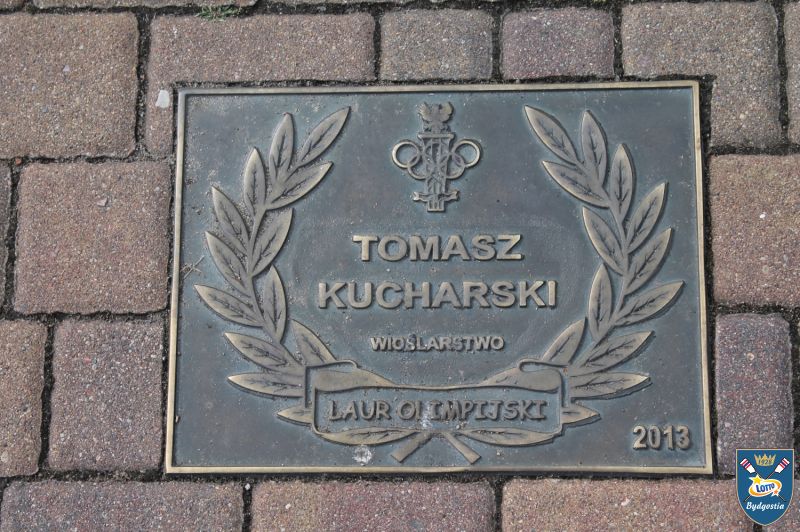 TOMASZ
KUCHARSKI
WIOŚLARSTWO
LAUR OLIMPIJSKI
2013
LOTTO
Bydgostia